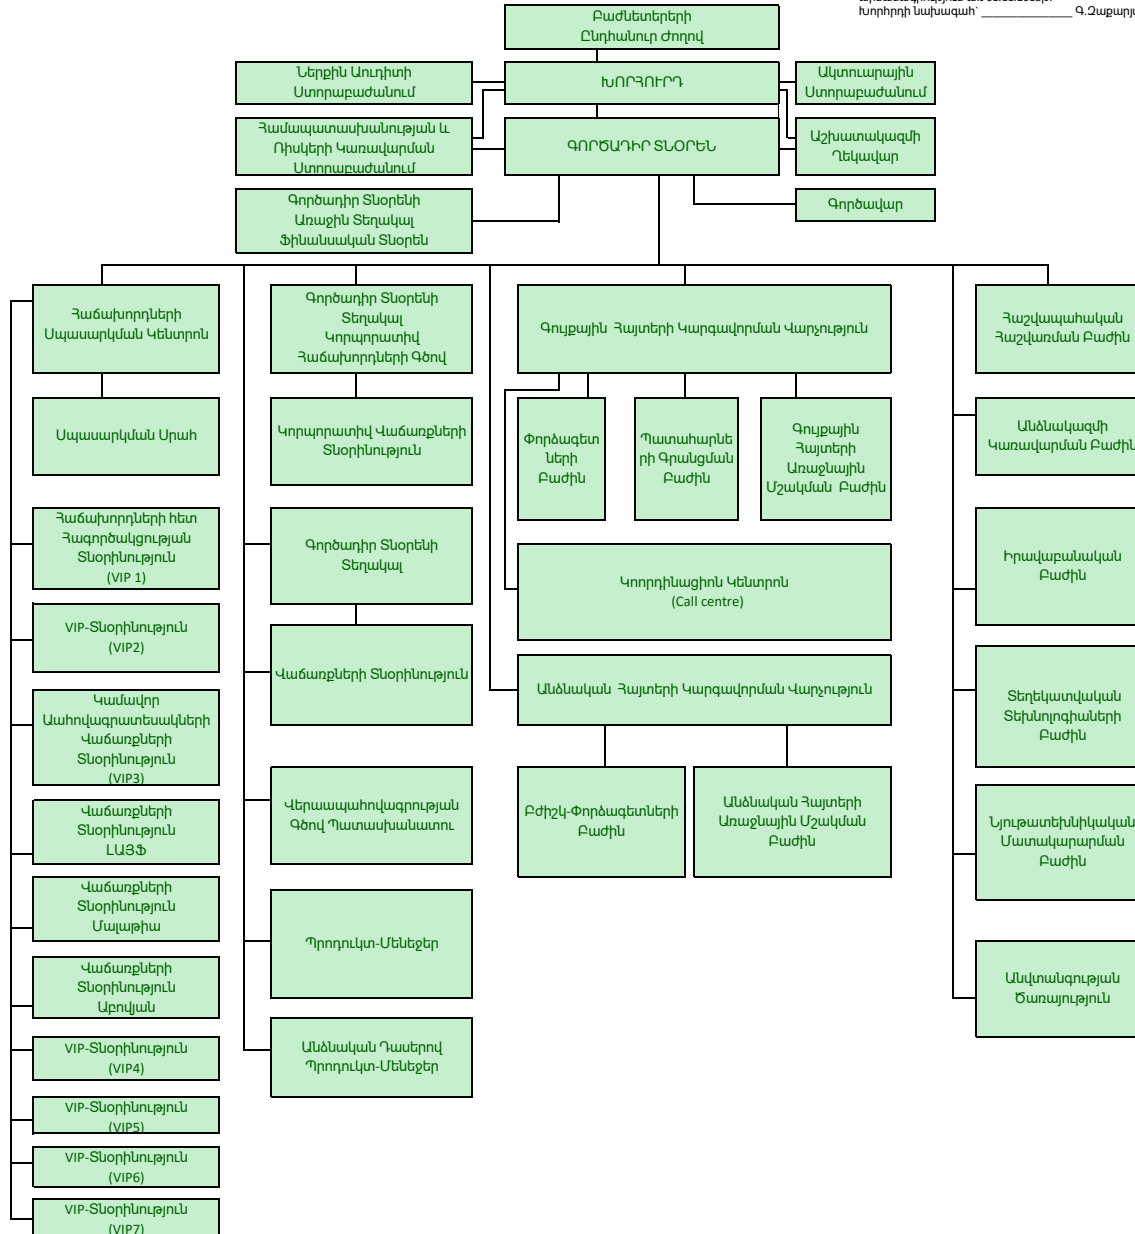 Խորհրդի նախագահ՝ ______________ Գ.Զաքարյ
Բաժնետերերի
Ընդհանուր Ժողով
Ներքին Աուդիտի
Ստորաբաժանում
ԽՈՐՀՈՒՐԴ
Ակտուարային
Ստորաբաժանում
Համապատասխանության և
Ռիսկերի Կառավարման
Ստորաբաժանում
ԳՈՐԾԱԴԻՐ ՏՆՕՐԵՆ
Աշխատակազմի
Ղեկավար
Գործադիր Տնօրենի
Առաջին Տեղակալ
Ֆինանսական Տնօրեն
Գործավար
Հաճախորդների
Սպասարկման Կենտրոն
Գործադիր Տնօրենի
Տեղակալ
Կորպորատիվ
Հաճախորդների Գծով
Գույքային Հայտերի Կարգավորման Վարչություն
Հաշվապահական
Հաշվառման Բաժին
Սպասարկման Սրահ
Կորպորատիվ Վաճառքների
Տնօրինություն
Փորձագետ
ների
Բաժին
Պատահարնե
րի Գրանցման
Բաժին
Գույքային
Հայտերի
Առաջնային
Մշակման Բաժին
Անձնակազմի
Կառավարման Բաժին
Հաճախորդների հետ
Հագործակցության
Տնօրինություն
(VIP 1)
Գործադիր Տնօրենի
Տեղակալ
Կոորդինացիոն Կենտրոն
(Call centre)
Իրավաբանական
Բաժին
VIP-Տնօրինություն
(VIP2)
Վաճառքների Տնօրինություն
Անձնական Հայտերի Կարգավորման Վարչություն
Տեղեկատվական
Տեխնոլոգիաների
Բաժին
Կամավոր
Աահովագրատեսակների
Վաճառքների
Տնօրինություն
(VIP3)
Վերաապահովագրության
Գծով Պատասխանատու
Բժիշկ-Փորձագետների
Բաժին
Անձնական Հայտերի
Առաջնային Մշակման
Բաժին
Նյութատեխնիկական
Մատակարարման
Բաժին
Վաճառքների
Տնօրինություն
ԼԱՅՖ
Վաճառքների
Տնօրինություն
Մալաթիա
Պրոդուկտ-Մենեջեր
Վաճառքների
Տնօրինություն
Աբովյան
Անվտանգության
Ծառայություն
VIP-Տնօրինություն
(VIP4)
Անձնական Դասերով
Պրոդուկտ-Մենեջեր
VIP-Տնօրինություն
(VIP5)
VIP-Տնօրինություն
(VIP6)
VIP-Տնօրինություն
(VIP7)